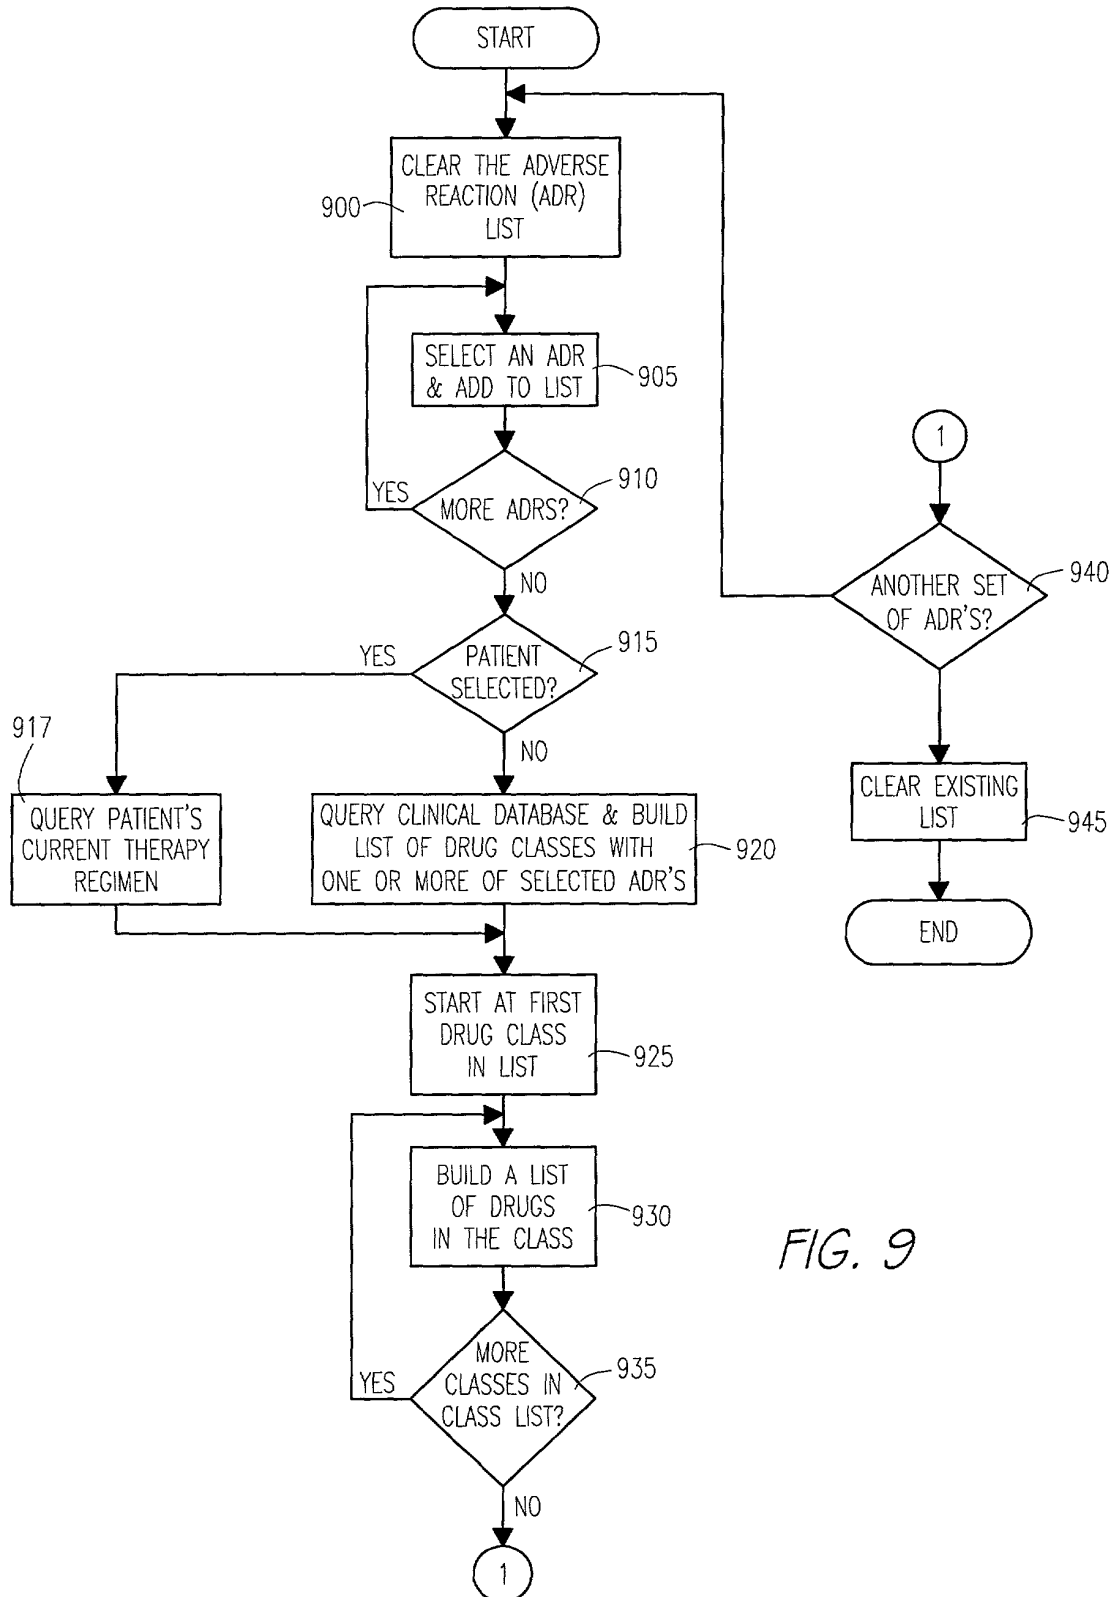 START
CLEAR THE ADVERSE
REACTION (ADR)
LIST
900
SELECT AN ADR
& ADD TO LIST
905
MORE ADRS?
910
YES
NO
PATIENT
SELECTED?
915
YES
NO
917
QUERY PATIENT'S
CURRENT THERAPY
REGIMEN
QUERY CLINICAL DATABASE & BUILD
LIST OF DRUG CLASSES WITH
ONE OR MORE OF SELECTED ADR'S
920
START AT FIRST
DRUG CLASS
IN LIST
925
BUILD A LIST
OF DRUGS
IN THE CLASS
930
MORE
CLASSES IN
CLASS LIST?
935
YES
NO
1
1
ANOTHER SET
OF ADR'S?
940
CLEAR EXISTING
LIST
945
END
FIG. 9